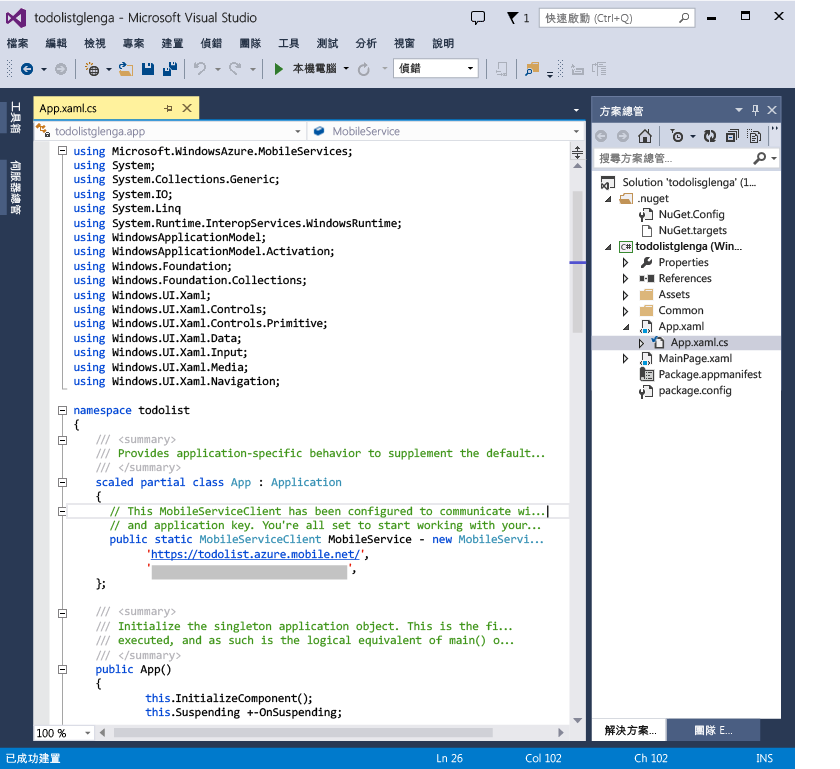 todolistglenga - Microsoft Visual Studio
1
快速啟動 (Ctrl+Q)
檔案 編輯 檢視 專案 建置 偵錯 團隊 工具 測試 分析 視窗 說明
本機電腦 偵錯
工具箱
伺服器總管
App.xaml.cs
todolistglenga.app
MobileService
using Microsoft.WindowsAzure.MobileServices;
using System;
using System.Collections.Generic;
using System.IO;
using System.Linq
using System.Runtime.InteropServices.WindowsRuntime;
using WindowsApplicationModel;
using WindowsApplicationModel.Activation;
using Windows.Foundation;
using Windows.Foundation.Collections;
using Windows.UI.Xaml;
using Windows.UI.Xaml.Controls;
using Windows.UI.Xaml.Controls.Primitive;
using Windows.UI.Xaml.Data;
using Windows.UI.Xaml.Input;
using Windows.UI.Xaml.Media;
using Windows.UI.Xaml.Navigation;
namespace todolist
{
/// <summary>
/// Provides application-specific behavior to supplement the default...
/// </summary>
scaled partial class App : Application
{
// This MobileServiceClient has been configured to communicate wi...
// and application key. You're all set to start working with your...
public static MobileServiceClient MobileService - new MobileServi...
'https://todolist.azure.mobile.net/',
' ',
};
/// <summary>
/// Initialize the singleton application object. This is the fi...
/// executed, and as such is the logical equivalent of main() o...
/// </summary>
public App()
{
this.InitializeComponent();
this.Suspending +-OnSuspending;
100 %
方案總管
搜尋方案總管...
Solution 'todolisglenga' (1...
.nuget
NuGet.Config
NuGet.targets
C# todolistglenga (Win...
Properties
References
Assets
Common
App.xaml
App.xaml.cs
MainPage.xaml
Package.appmanifest
package.config
解決方案...
團隊 E...
已成功建置
Ln 26
Col 102
Ch 102
INS